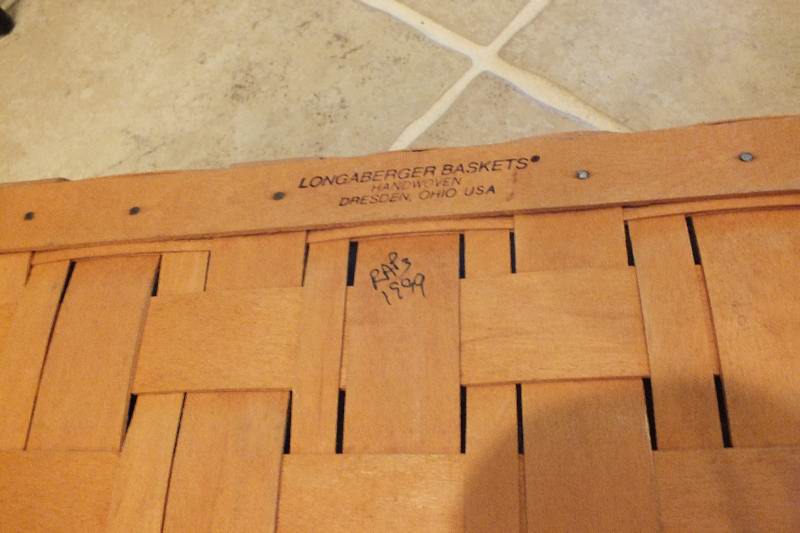 LONGABERGER BASKETS®
HANDWOVEN
DRESDEN, OHIO USA
RAP3
1999